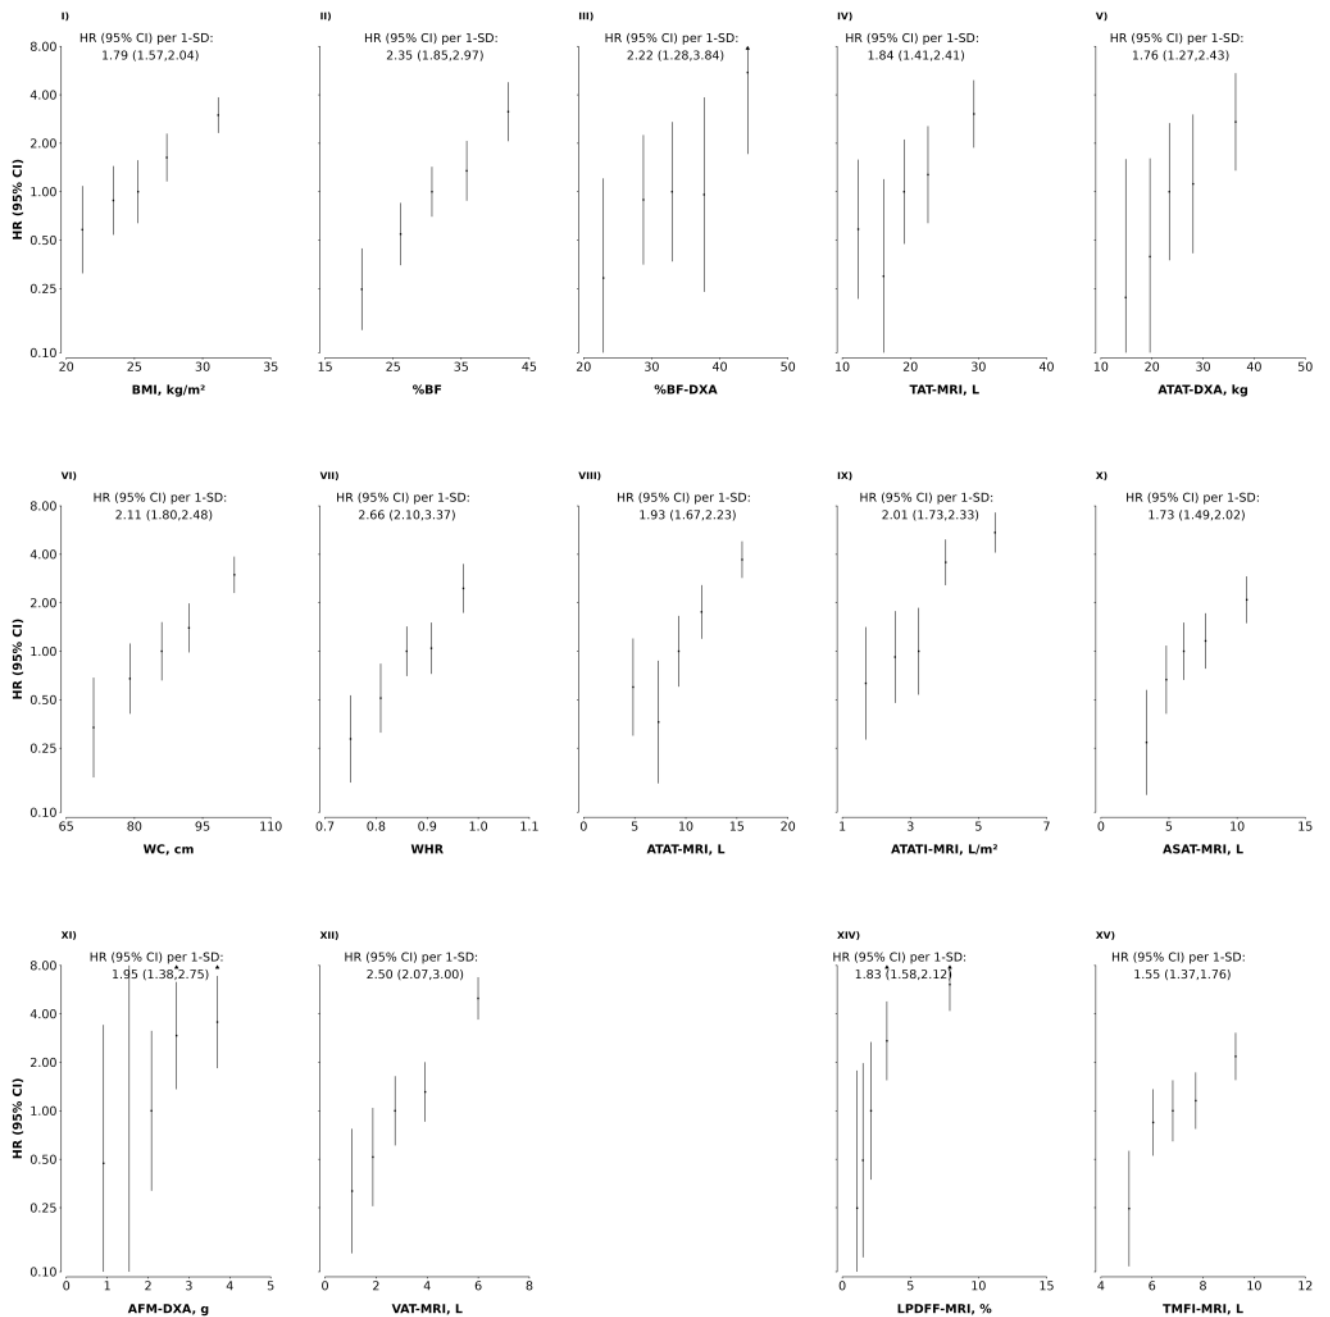 I)
HR (95% CI) per 1-SD:
1.79 (1.57,2.04)
8.00
4.00
2.00
1.00
0.50
0.25
0.10
HR (95% CI)
20 25 30 35
BMI, kg/m²
II)
HR (95% CI) per 1-SD:
2.35 (1.85,2.97)
15 25 35 45
%BF
III)
HR (95% CI) per 1-SD:
2.22 (1.28,3.84)
20 30 40 50
%BF-DXA
IV)
HR (95% CI) per 1-SD:
1.84 (1.41,2.41)
10 20 30 40
TAT-MRI, L
V)
HR (95% CI) per 1-SD:
1.76 (1.27,2.43)
10 20 30 40 50
ATAT-DXA, kg
VI)
HR (95% CI) per 1-SD:
2.11 (1.80,2.48)
8.00
4.00
2.00
1.00
0.50
0.25
0.10
HR (95% CI)
65 80 95 110
WC, cm
VII)
HR (95% CI) per 1-SD:
2.66 (2.10,3.37)
0.7 0.8 0.9 1.0 1.1
WHR
VIII)
HR (95% CI) per 1-SD:
1.93 (1.67,2.23)
0 5 10 15 20
ATAT-MRI, L
IX)
HR (95% CI) per 1-SD:
2.01 (1.73,2.33)
1 3 5 7
ATATI-MRI, L/m²
X)
HR (95% CI) per 1-SD:
1.73 (1.49,2.02)
0 5 10 15
ASAT-MRI, L
XI)
HR (95% CI) per 1-SD:
1.95 (1.38,2.75)
8.00
4.00
2.00
1.00
0.50
0.25
0.10
HR (95% CI)
0 1 2 3 4 5
AFM-DXA, g
XII)
HR (95% CI) per 1-SD:
2.50 (2.07,3.00)
0 2 4 6 8
VAT-MRI, L
XIV)
HR (95% CI) per 1-SD:
1.83 (1.58,2.12)
0 5 10 15
LPDFF-MRI, %
XV)
HR (95% CI) per 1-SD:
1.55 (1.37,1.76)
4 6 8 10 12
TMFI-MRI, L